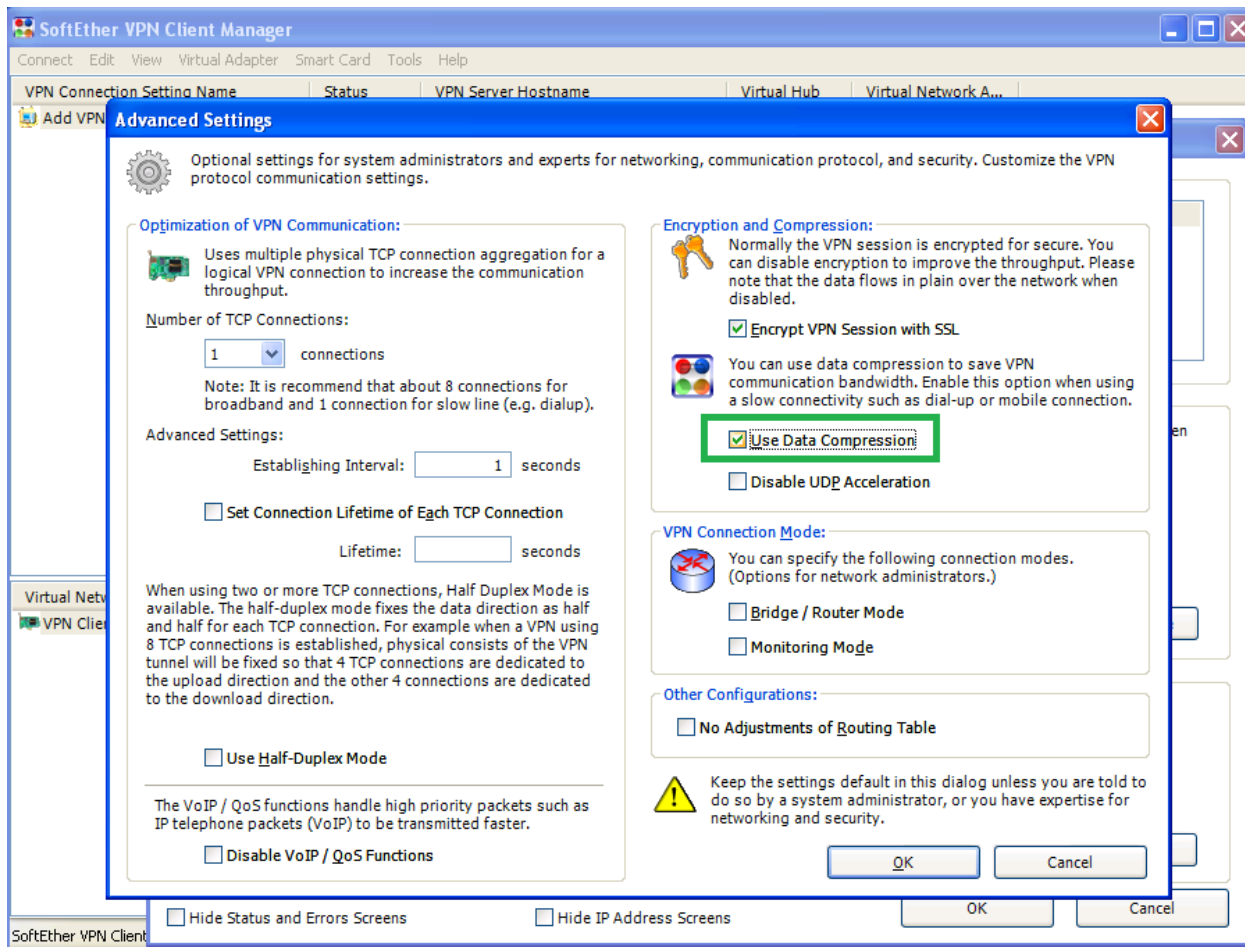 SoftEther VPN Client Manager
Connect Edit View Virtual Adapter Smart Card Tools Help
VPN Connection Setting Name Status VPN Server Hostname Virtual Hub Virtual Network A...
Add VPN
Advanced Settings
Optional settings for system administrators and experts for networking, communication protocol, and security. Customize the VPN
protocol communication settings.
Optimization of VPN Communication:
Uses multiple physical TCP connection aggregation for a
logical VPN connection to increase the communication
throughput.
Number of TCP Connections:
1 connections
Note: It is recommend that about 8 connections for
broadband and 1 connection for slow line (e.g. dialup).
Advanced Settings:
Establishing Interval: 1 seconds
Set Connection Lifetime of Each TCP Connection
Lifetime: seconds
When using two or more TCP connections, Half Duplex Mode is
available. The half-duplex mode fixes the data direction as half
and half for each TCP connection. For example when a VPN using
8 TCP connections is established, physical consists of the VPN
tunnel will be fixed so that 4 TCP connections are dedicated to
the upload direction and the other 4 connections are dedicated
to the download direction.
Use Half-Duplex Mode
The VoIP / QoS functions handle high priority packets such as
IP telephone packets (VoIP) to be transmitted faster.
Disable VoIP / QoS Functions
Encryption and Compression:
Normally the VPN session is encrypted for secure. You
can disable encryption to improve the throughput. Please
note that the data flows in plain over the network when
disabled.
Encrypt VPN Session with SSL
You can use data compression to save VPN
communication bandwidth. Enable this option when using
a slow connectivity such as dial-up or mobile connection.
Use Data Compression
Disable UDP Acceleration
VPN Connection Mode:
You can specify the following connection modes.
(Options for network administrators.)
Bridge / Router Mode
Monitoring Mode
Other Configurations:
No Adjustments of Routing Table
Keep the settings default in this dialog unless you are told to
do so by a system administrator, or you have expertise for
networking and security.
OK Cancel
en
Virtual Netw
VPN Clien
Hide Status and Errors Screens Hide IP Address Screens OK Cancel
SoftEther VPN Client